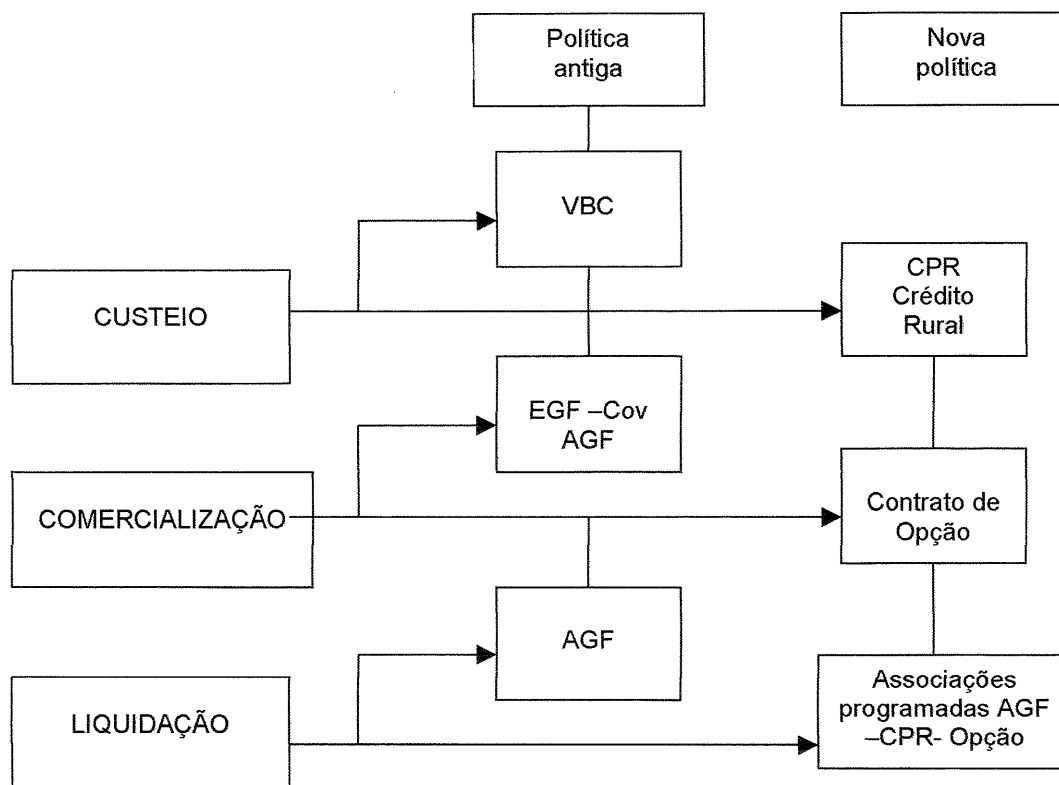 Política
antiga
Nova
política
VBC
CUSTEIO
CPR
Crédito
Rural
EGF –Cov
AGF
COMERCIALIZAÇÃO
Contrato de
Opção
AGF
LIQUIDAÇÃO
Associações
programadas AGF
–CPR- Opção